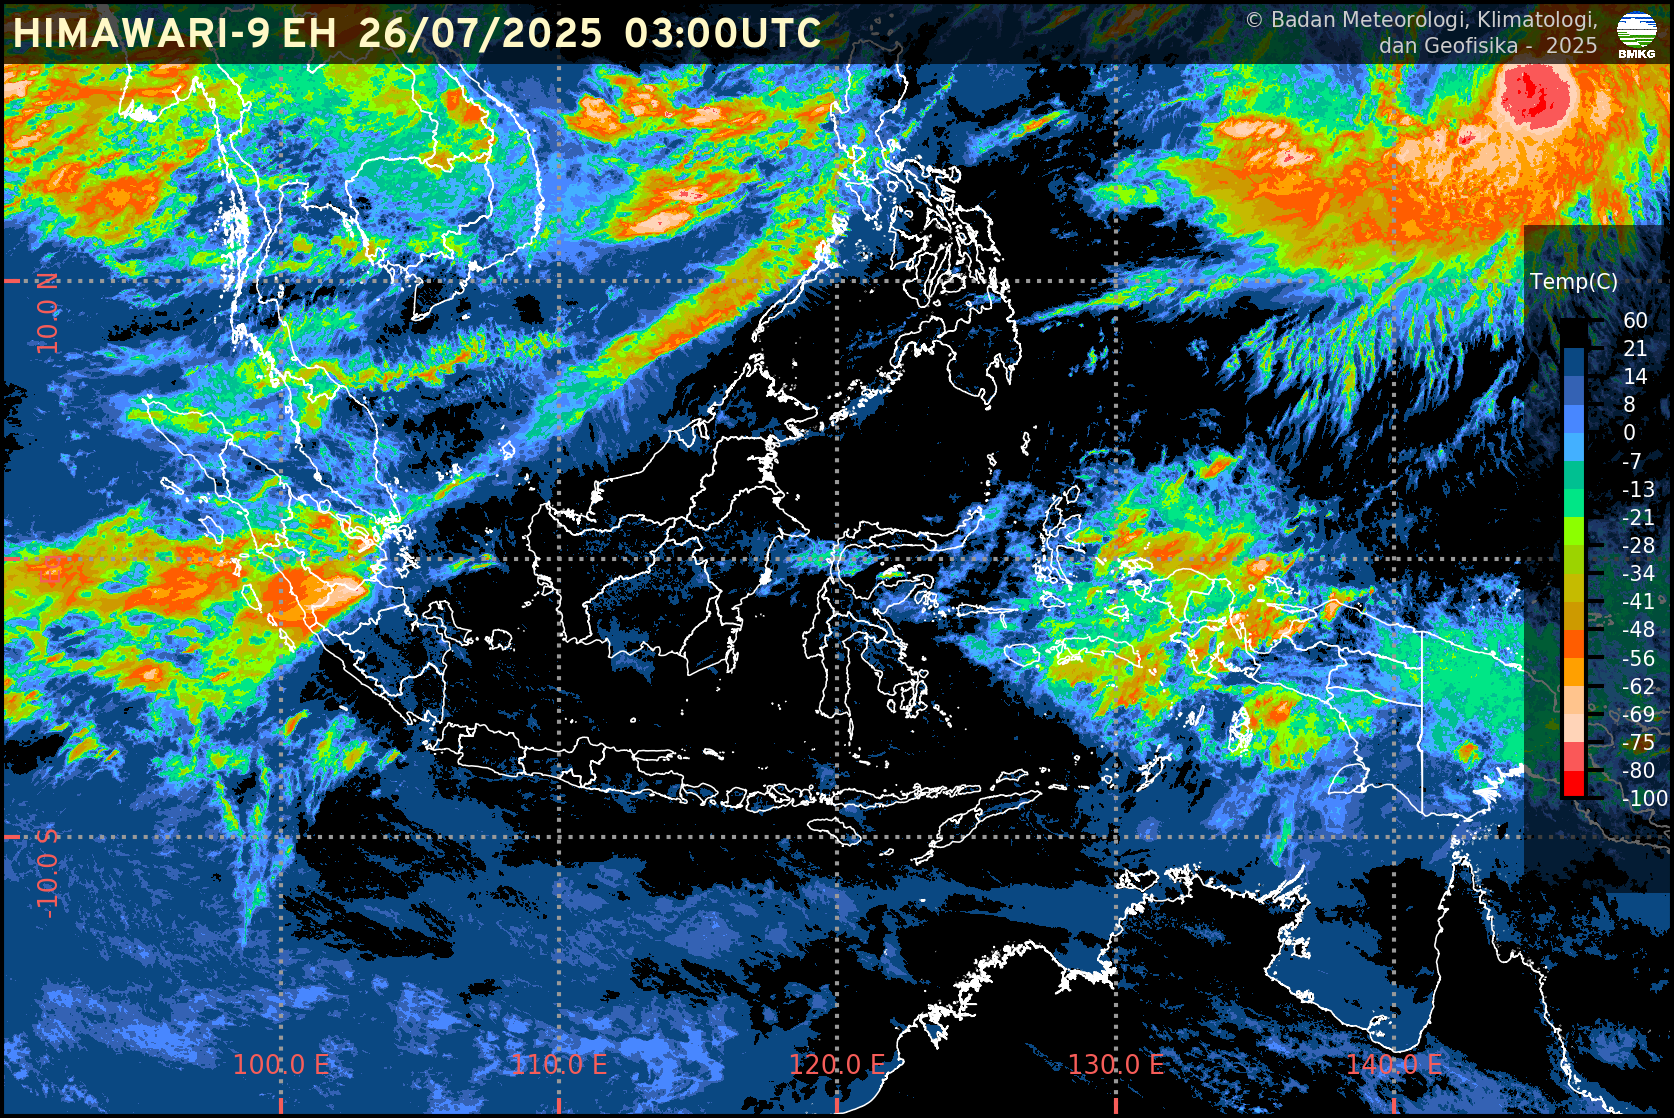 HIMAWARI-9 EH 26/07/2025 03:00UTC
© Badan Meteorologi, Klimatologi,
dan Geofisika - 2025
BMKG
Temp(C)
60
21
14
8
0
-7
-13
-21
-28
-34
-41
-48
-56
-62
-69
-75
-80
-100
10.0 N
-10.0 S
100.0 E
110.0 E
120.0 E
130.0 E
140.0 E